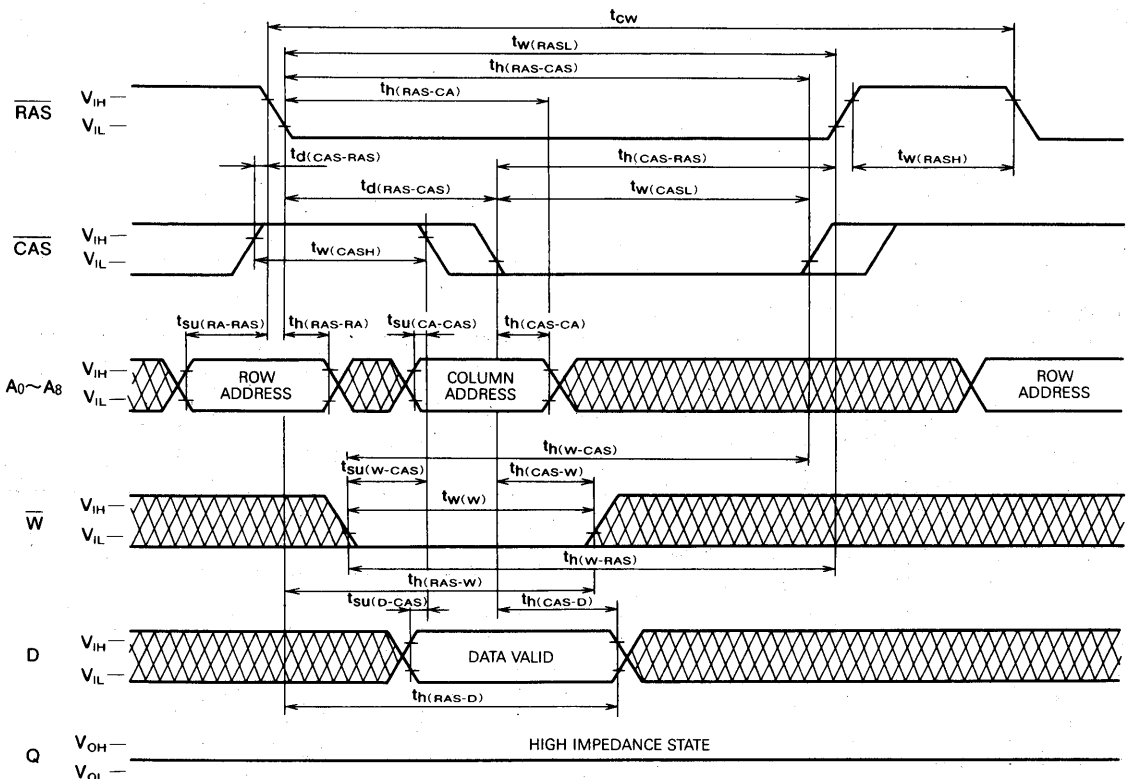 tCW
tW(RASL)
th(RAS-CAS)
th(RAS-CA)
RAS
VIH
VIL
td(CAS-RAS)
th(CAS-RAS)
tW(RASH)
td(RAS-CAS)
tW(CASL)
CAS
VIH
VIL
tW(CASH)
tsu(RA-RAS)
th(RAS-RA)
tsu(CA-CAS)
th(CAS-CA)
A0~A8
VIH
VIL
ROW
ADDRESS
COLUMN
ADDRESS
ROW
ADDRESS
th(W-CAS)
tsu(W-CAS)
th(CAS-W)
W
VIH
VIL
tW(W)
th(W-RAS)
th(RAS-W)
tsu(D-CAS)
th(CAS-D)
D
VIH
VIL
DATA VALID
th(RAS-D)
Q
VOH
VOL
HIGH IMPEDANCE STATE